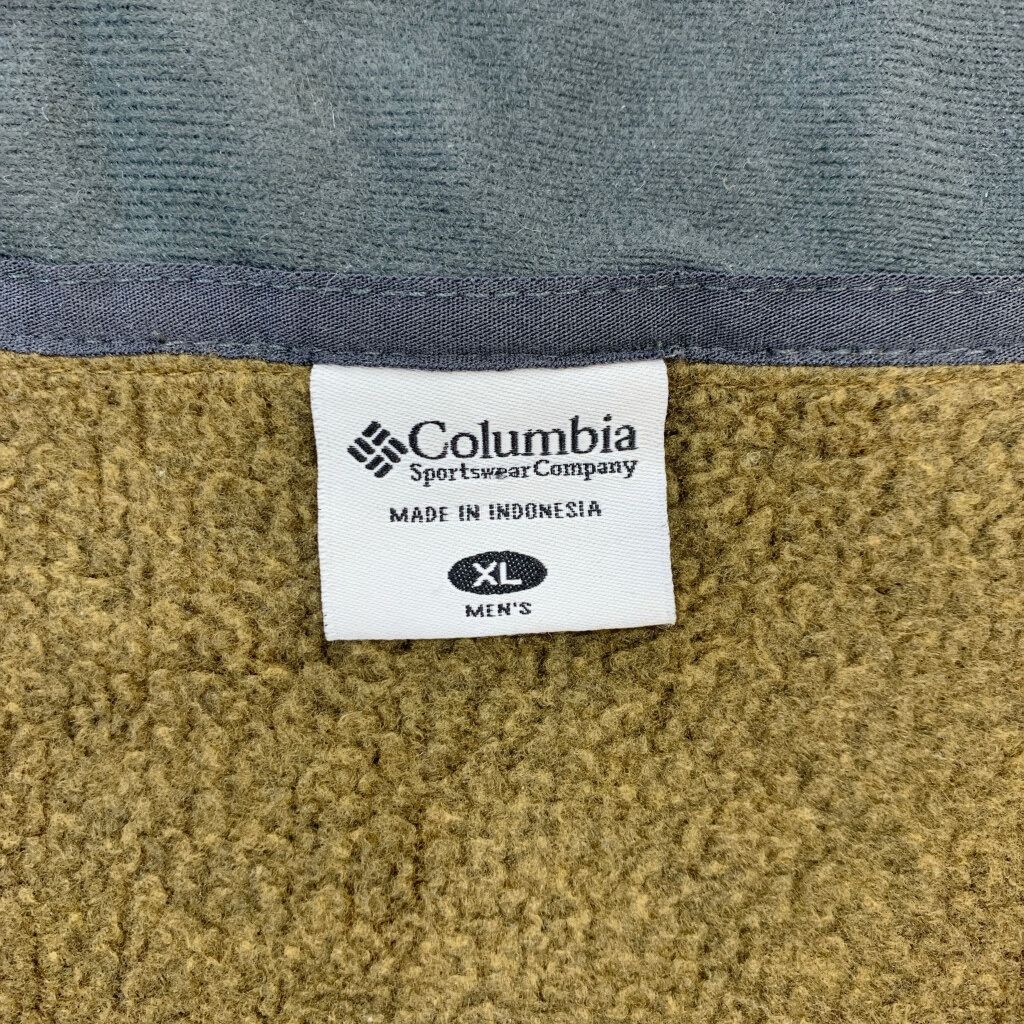 Columbia
Sportswear Company
MADE IN INDONESIA
XL
MEN'S